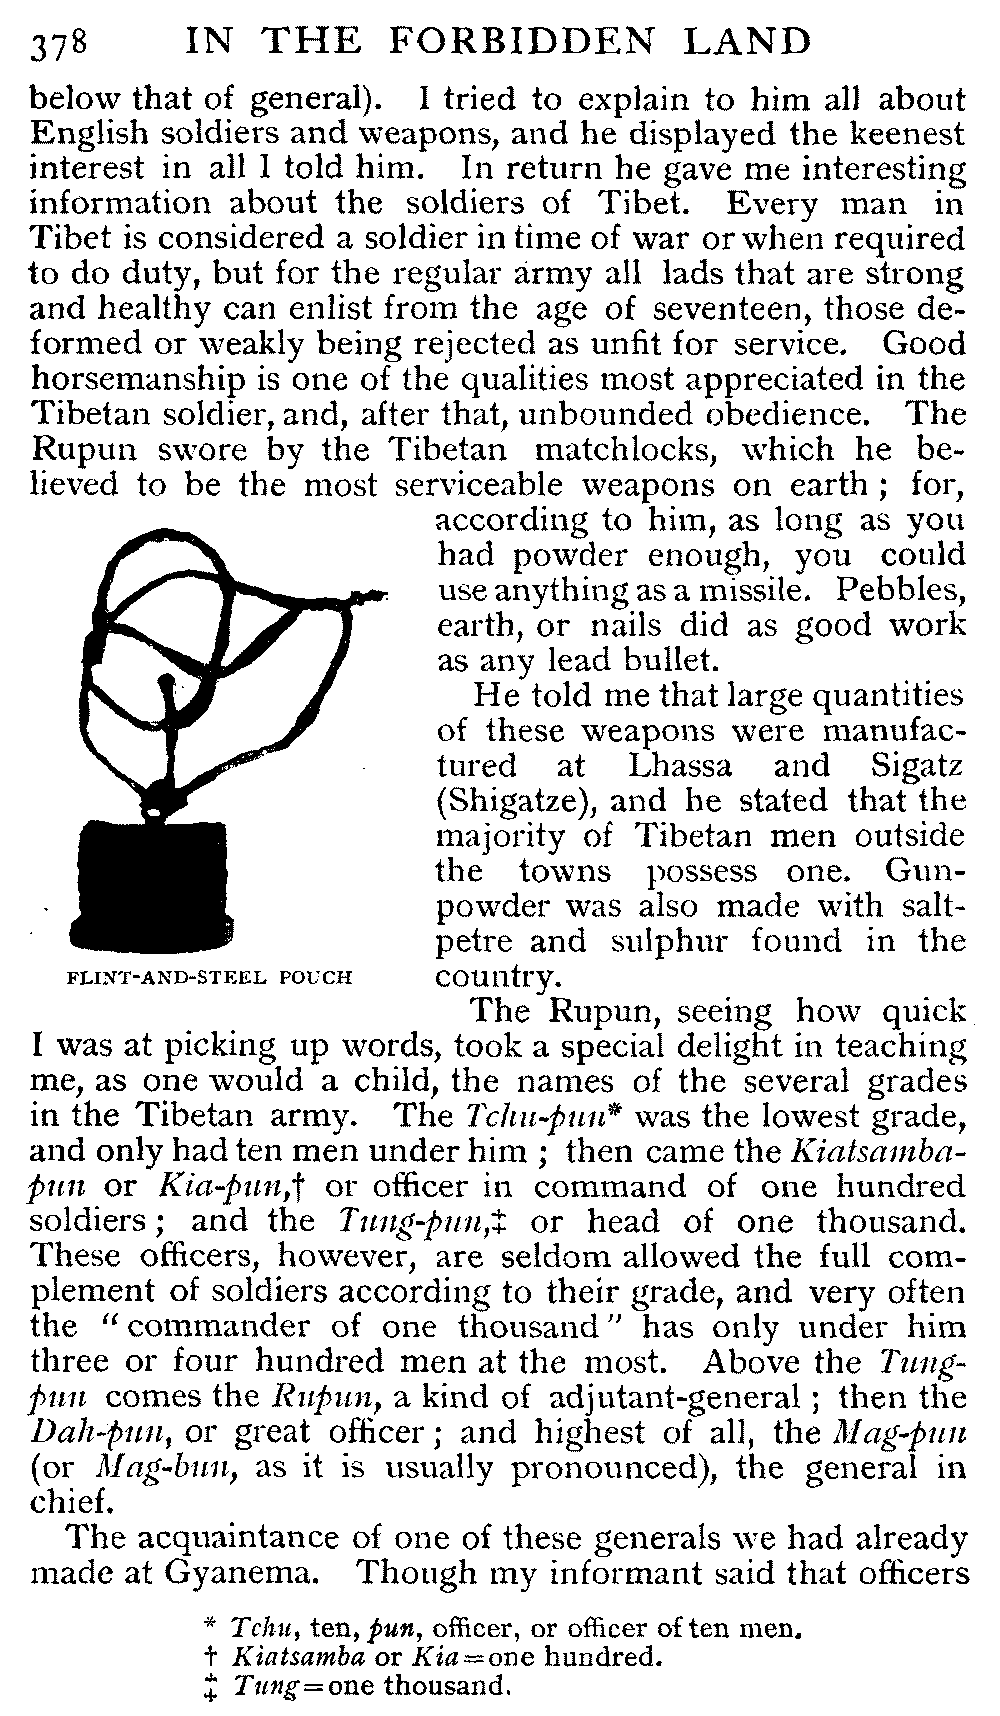 378 IN THE FORBIDDEN LAND
below that of general). I tried to explain to him all about
English soldiers and weapons, and he displayed the keenest
interest in all I told him. In return he gave me interesting
information about the soldiers of Tibet. Every man in
Tibet is considered a soldier in time of war or when required
to do duty, but for the regular army all lads that are strong
and healthy can enlist from the age of seventeen, those de-
formed or weakly being rejected as unfit for service. Good
horsemanship is one of the qualities most appreciated in the
Tibetan soldier, and, after that, unbounded obedience. The
Rupun swore by the Tibetan matchlocks, which he be-
lieved to be the most serviceable weapons on earth ; for,
according to him, as long as you
had powder enough, you could
use anything as a missile. Pebbles,
earth, or nails did as good work
as any lead bullet.
He told me that large quantities
of these weapons were manufac-
tured at Lhassa and Sigatz
(Shigatze), and he stated that the
majority of Tibetan men outside
the towns possess one. Gun-
powder was also made with salt-
petre and sulphur found in the
country.
FLINT-AND-STEEL POUCH
The Rupun, seeing how quick
I was at picking up words, took a special delight in teaching
me, as one would a child, the names of the several grades
in the Tibetan army. The Tchu-pun* was the lowest grade,
and only had ten men under him ; then came the Kiatsamba-
pun or Kia-pun,† or officer in command of one hundred
soldiers ; and the Tung-pun,‡ or head of one thousand.
These officers, however, are seldom allowed the full com-
plement of soldiers according to their grade, and very often
the "commander of one thousand" has only under him
three or four hundred men at the most. Above the Tung-
pun comes the Rupun, a kind of adjutant-general ; then the
Dah-pun, or great officer ; and highest of all, the Mag-pun
(or Mag-bun, as it is usually pronounced), the general in
chief.
The acquaintance of one of these generals we had already
made at Gyanema. Though my informant said that officers
* Tchu, ten, pun, officer, or officer of ten men.
† Kiatsamba or Kia=one hundred.
‡ Tung=one thousand.